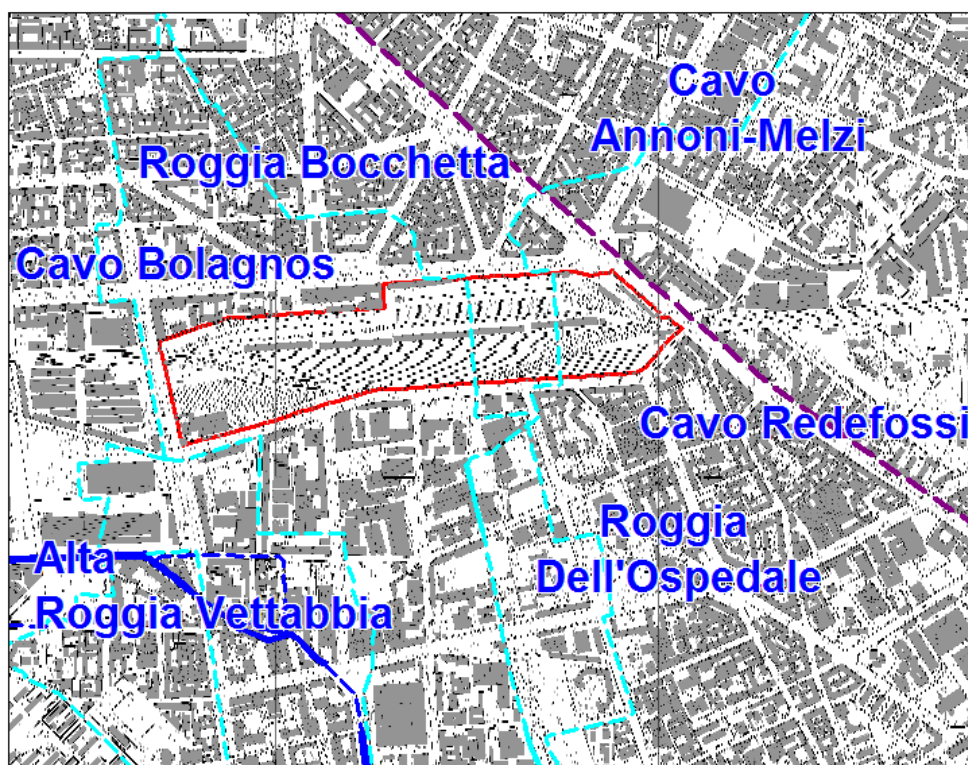 Cavo
Annoni-Melzi
Roggia Bocchetta
Cavo Bolagnos
Cavo Redefossi
Roggia
Dell'Ospedale
Alta
Roggia Vettabbia